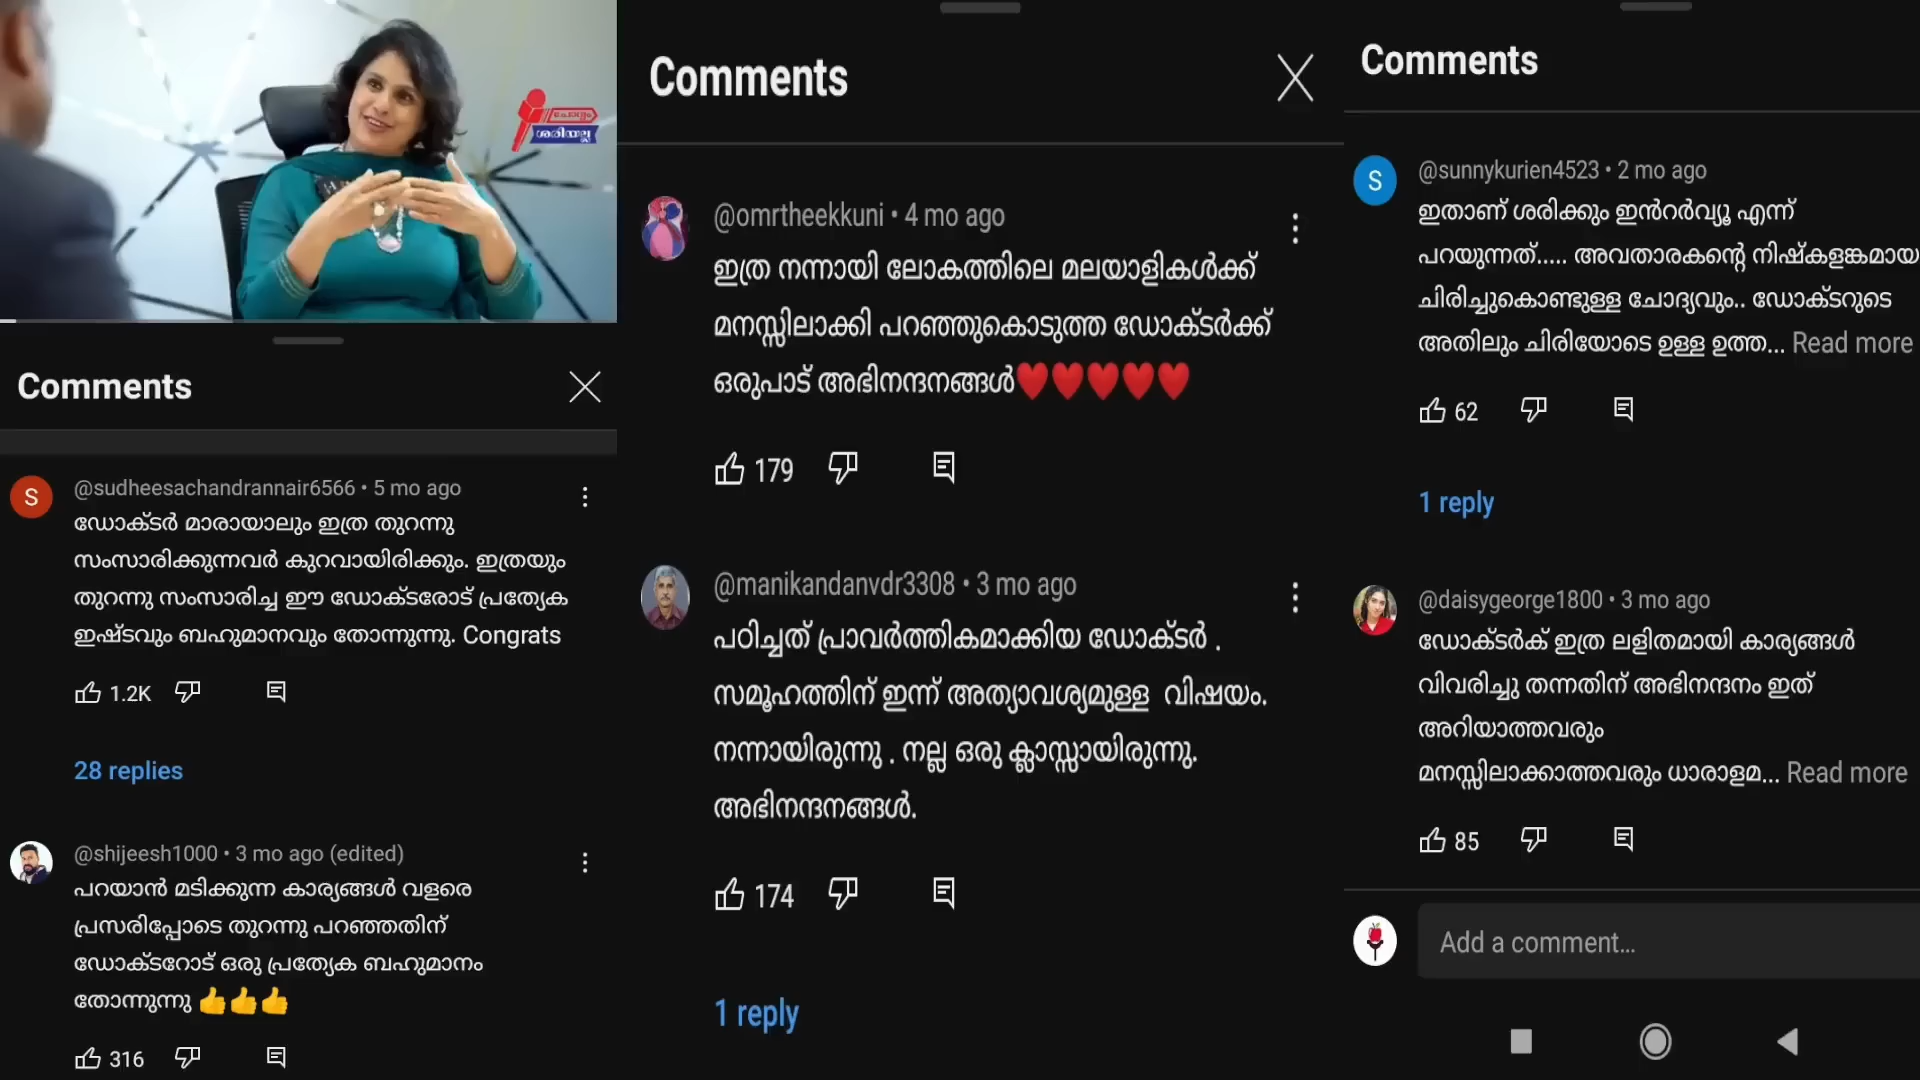 ശരിയല്ല
Comments
@sudheesachandrannair6566 • 5 mo ago
ഡോക്ടർ മാരായാലും ഇത്ര തുറന്നു
സംസാരിക്കുന്നവർ കുറവായിരിക്കും. ഇത്രയും
തുറന്നു സംസാരിച്ച ഈ ഡോക്ടരോട് പ്രത്യേക
ഇഷ്ടവും ബഹുമാനവും തോന്നുന്നു. Congrats
1.2K
28 replies
@shijeesh1000 • 3 mo ago (edited)
പറയാൻ മടിക്കുന്ന കാര്യങ്ങൾ വളരെ
പ്രസരിപ്പോടെ തുറന്നു പറഞ്ഞതിന്
ഡോക്ടറോട് ഒരു പ്രത്യേക ബഹുമാനം
തോന്നുന്നു 👍👍👍
316
Comments
@omrtheekkuni • 4 mo ago
ഇത്ര നന്നായി ലോകത്തിലെ മലയാളികൾക്ക്
മനസ്സിലാക്കി പറഞ്ഞുകൊടുത്ത ഡോക്ടർക്ക്
ഒരുപാട് അഭിനന്ദനങ്ങൾ❤️❤️❤️❤️❤️
179
@manikandanvdr3308 • 3 mo ago
പഠിച്ചത് പ്രാവർത്തികമാക്കിയ ഡോക്ടർ .
സമൂഹത്തിന് ഇന്ന് അത്യാവശ്യമുള്ള വിഷയം.
നന്നായിരുന്നു . നല്ല ഒരു ക്ലാസ്സായിരുന്നു.
അഭിനന്ദനങ്ങൾ.
174
1 reply
Comments
S
@sunnykurien4523 • 2 mo ago
ഇതാണ് ശരിക്കും ഇൻറർവ്യൂ എന്ന്
പറയുന്നത്..... അവതാരകന്റെ നിഷ്കളങ്കമായ
ചിരിച്ചുകൊണ്ടുള്ള ചോദ്യവും.. ഡോക്ടറുടെ
അതിലും ചിരിയോടെ ഉള്ള ഉത്ത... Read more
62
1 reply
@daisygeorge1800 • 3 mo ago
ഡോക്ടർക് ഇത്ര ലളിതമായി കാര്യങ്ങൾ
വിവരിച്ചു തന്നതിന് അഭിനന്ദനം ഇത്
അറിയാത്തവരും
മനസ്സിലാക്കാത്തവരും ധാരാളമ... Read more
85
Add a comment...